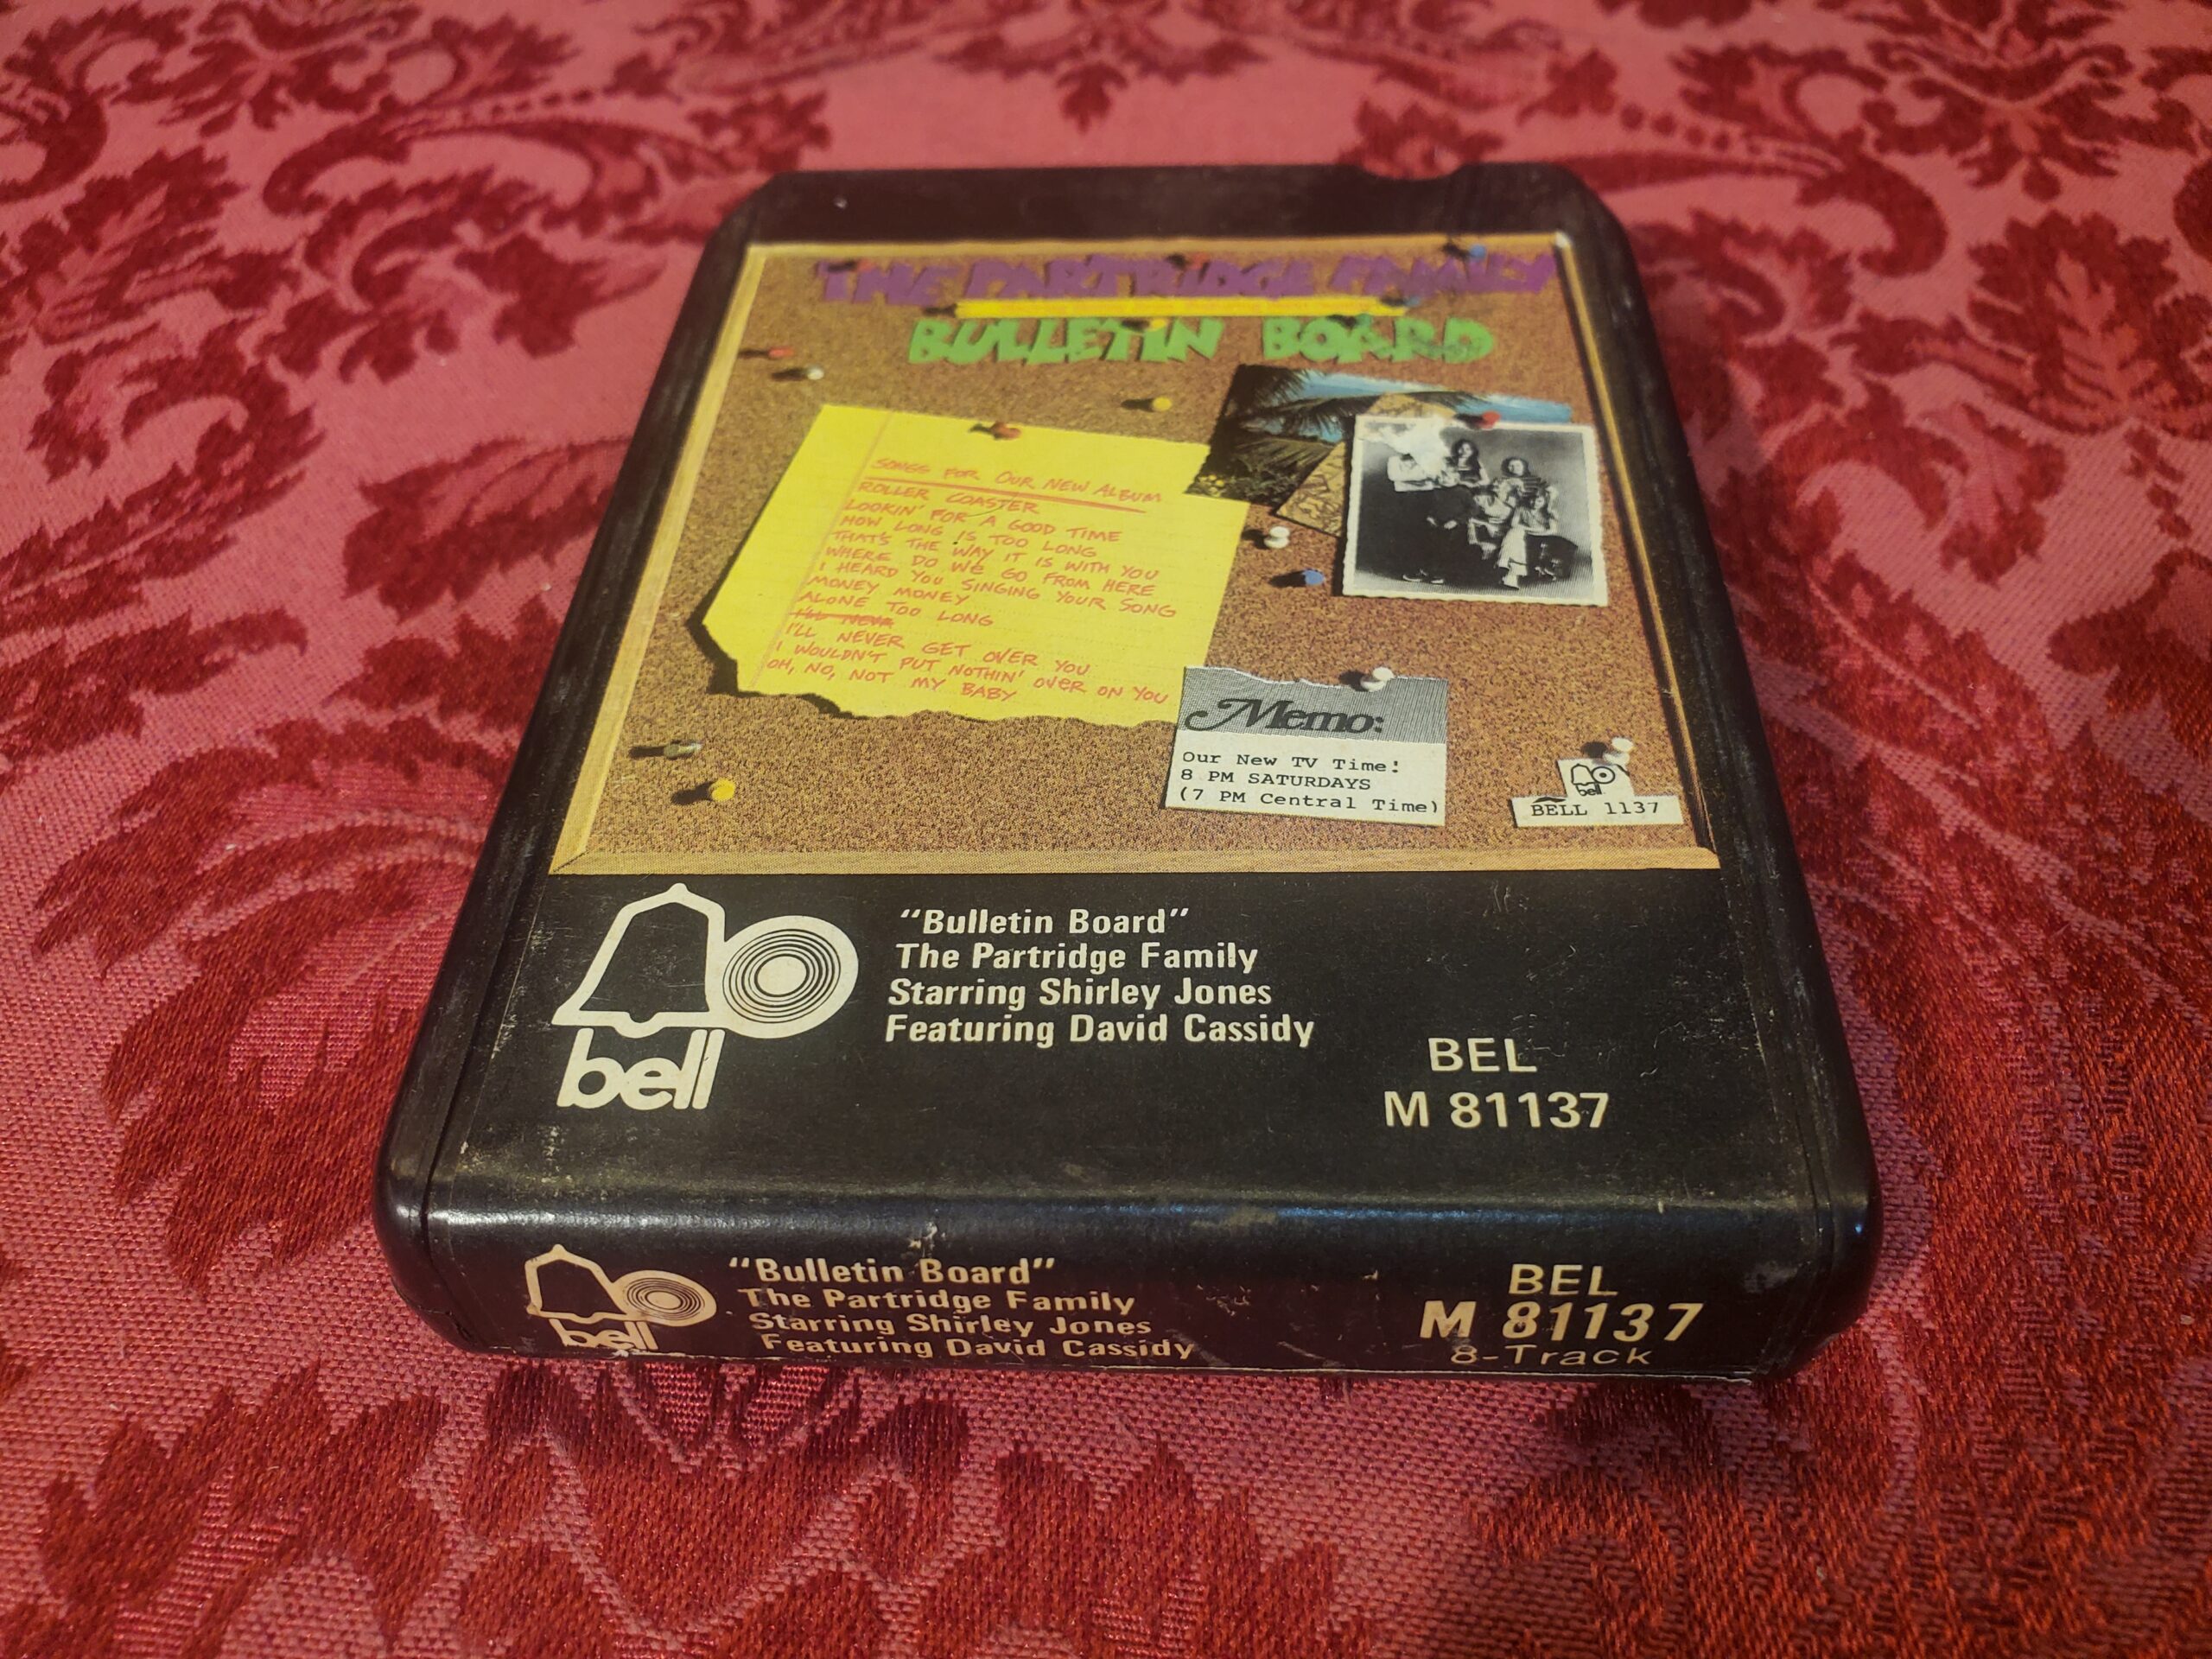 THE PARTRIDGE FAMILY
BULLETIN BOARD
SONGS FOR OUR NEW ALBUM
ROLLER COASTER
LOOKIN' FOR A GOOD TIME
HOW LONG IS TOO LONG
THAT'S THE WAY IT IS WITH YOU
WHERE DO WE GO FROM HERE
I HEARD YOU SINGING YOUR SONG
MONEY MONEY
ALONE TOO LONG
I'LL NEVER GET OVER YOU
I WOULDN'T PUT NOTHIN' OVER ON YOU
OH, NO, NOT MY BABY
Memo:
Our New TV Time!
8 PM SATURDAYS
(7 PM Central Time)
bell
BELL 1137
bell
"Bulletin Board"
The Partridge Family
Starring Shirley Jones
Featuring David Cassidy
BEL
M 81137
bell
"Bulletin Board"
The Partridge Family
Starring Shirley Jones
Featuring David Cassidy
BEL
M 81137
8-Track